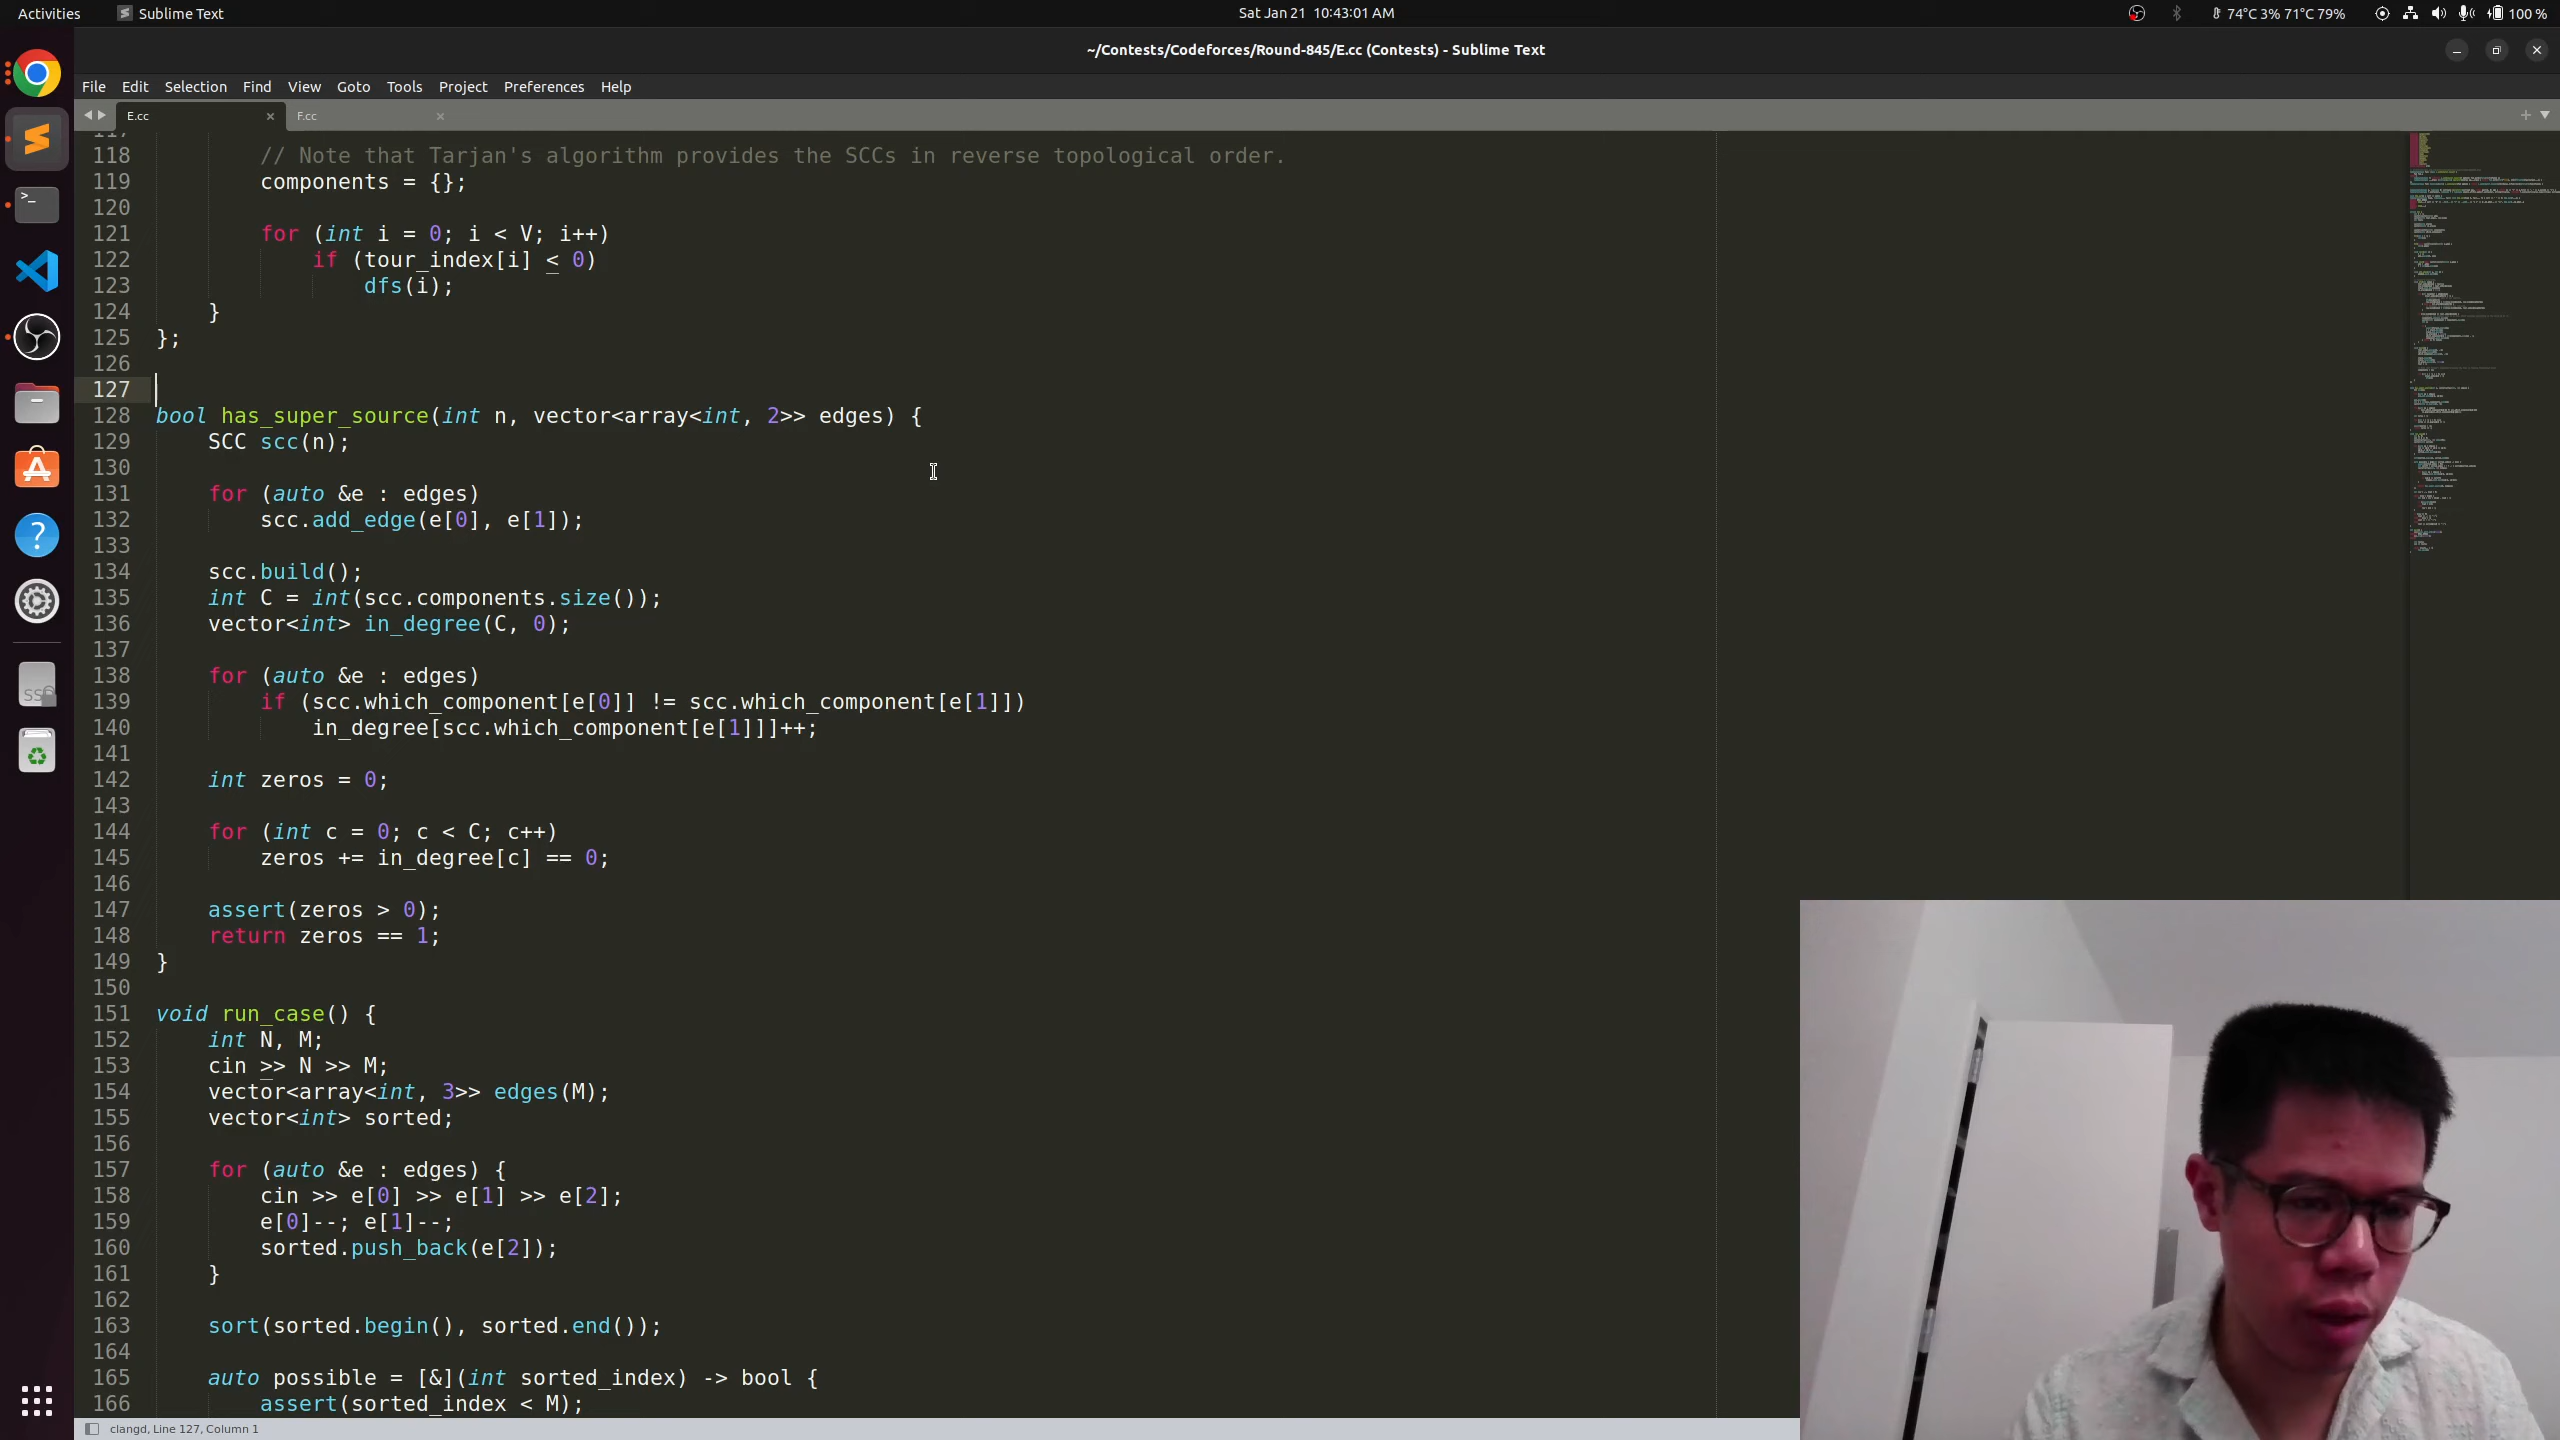 Activities
Sublime Text
Sat Jan 21 10:43:01 AM
74°C 3% 71°C 79%
100 %
~/Contests/Codeforces/Round-845/E.cc (Contests) - Sublime Text
File Edit Selection Find View Goto Tools Project Preferences Help
E.cc
F.cc
117
118 // Note that Tarjan's algorithm provides the SCCs in reverse topological order.
119 components = {};
120
121 for (int i = 0; i < V; i++)
122 if (tour_index[i] < 0)
123 dfs(i);
124 }
125 };
126
127
128 bool has_super_source(int n, vector<array<int, 2>> edges) {
129 SCC scc(n);
130
131 for (auto &e : edges)
132 scc.add_edge(e[0], e[1]);
133
134 scc.build();
135 int C = int(scc.components.size());
136 vector<int> in_degree(C, 0);
137
138 for (auto &e : edges)
139 if (scc.which_component[e[0]] != scc.which_component[e[1]])
140 in_degree[scc.which_component[e[1]]]++;
141
142 int zeros = 0;
143
144 for (int c = 0; c < C; c++)
145 zeros += in_degree[c] == 0;
146
147 assert(zeros > 0);
148 return zeros == 1;
149 }
150
151 void run_case() {
152 int N, M;
153 cin >> N >> M;
154 vector<array<int, 3>> edges(M);
155 vector<int> sorted;
156
157 for (auto &e : edges) {
158 cin >> e[0] >> e[1] >> e[2];
159 e[0]--; e[1]--;
160 sorted.push_back(e[2]);
161 }
162
163 sort(sorted.begin(), sorted.end());
164
165 auto possible = [&](int sorted_index) -> bool {
166 assert(sorted_index < M);
clangd, Line 127, Column 1